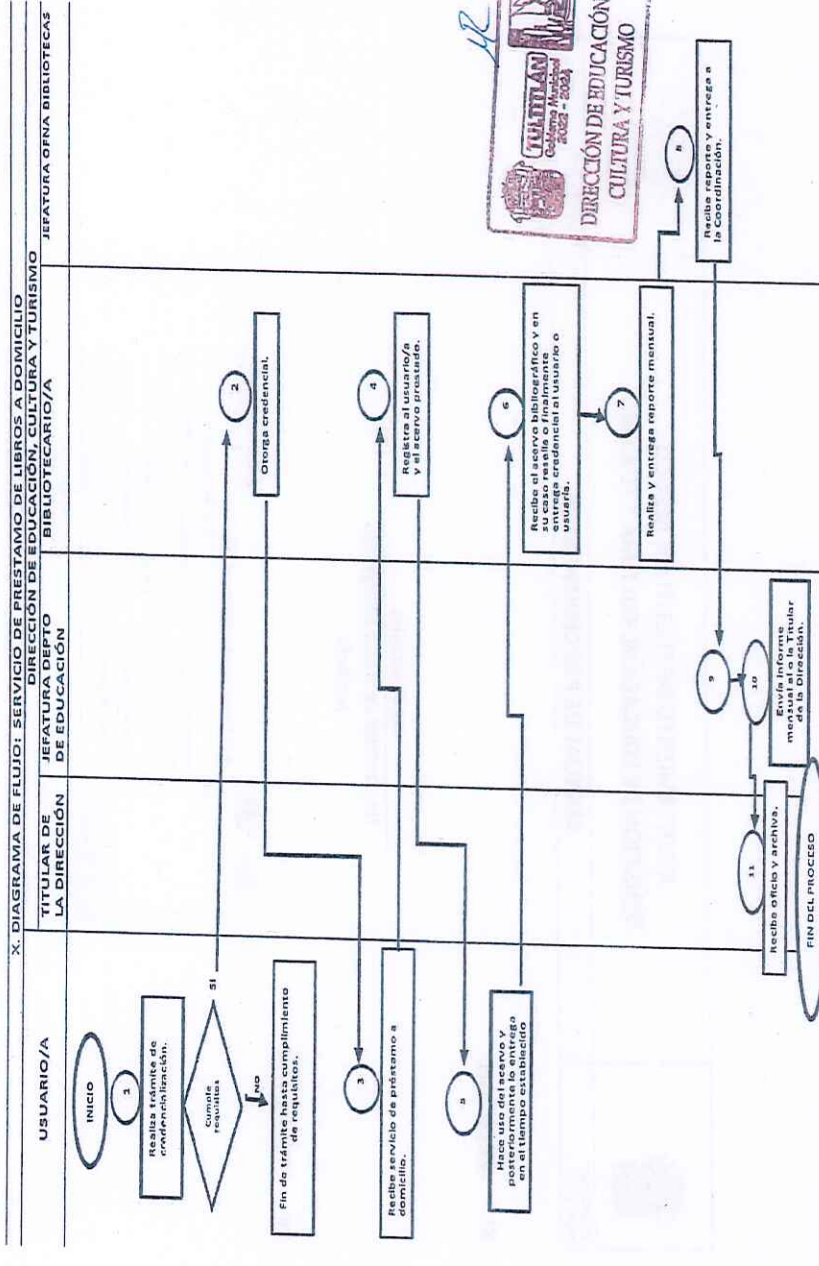 X. DIAGRAMA DE FLUJO: SERVICIO DE PRESTAMO DE LIBROS A DOMICILIO
DIRECCIÓN DE EDUCACIÓN, CULTURA Y TURISMO
USUARIO/A
TITULAR DE
LA DIRECCIÓN
JEFATURA DEPTO
DE EDUCACIÓN
BIBLIOTECARIO/A
JEFATURA OFNA BIBLIOTECAS
INICIO
1
Realiza trámite de
credencialización.
Cumple
requisitos
SI
NO
Fin de trámite hasta cumplimiento
de requisitos.
2
Otorga credencial.
3
Recibe servicio de préstamo a
domicilio.
4
Registra al usuario/a
y el acervo prestado.
5
Hace uso del acervo y
posteriormente lo entrega
en el tiempo establecido
6
Recibe el acervo bibliográfico y en
su caso resella o finalmente
entrega credencial al usuario o
usuaria.
7
Realiza y entrega reporte mensual.
8
Recibe reporte y entrega a
la Coordinación.
9
10
Envía informe
mensual al o la Titular
de la Dirección.
11
Recibe oficio y archiva.
FIN DEL PROCESO
TULTITLÁN
Gobierno Municipal
2022 - 2024
DIRECCIÓN DE EDUCACIÓN
CULTURA Y TURISMO